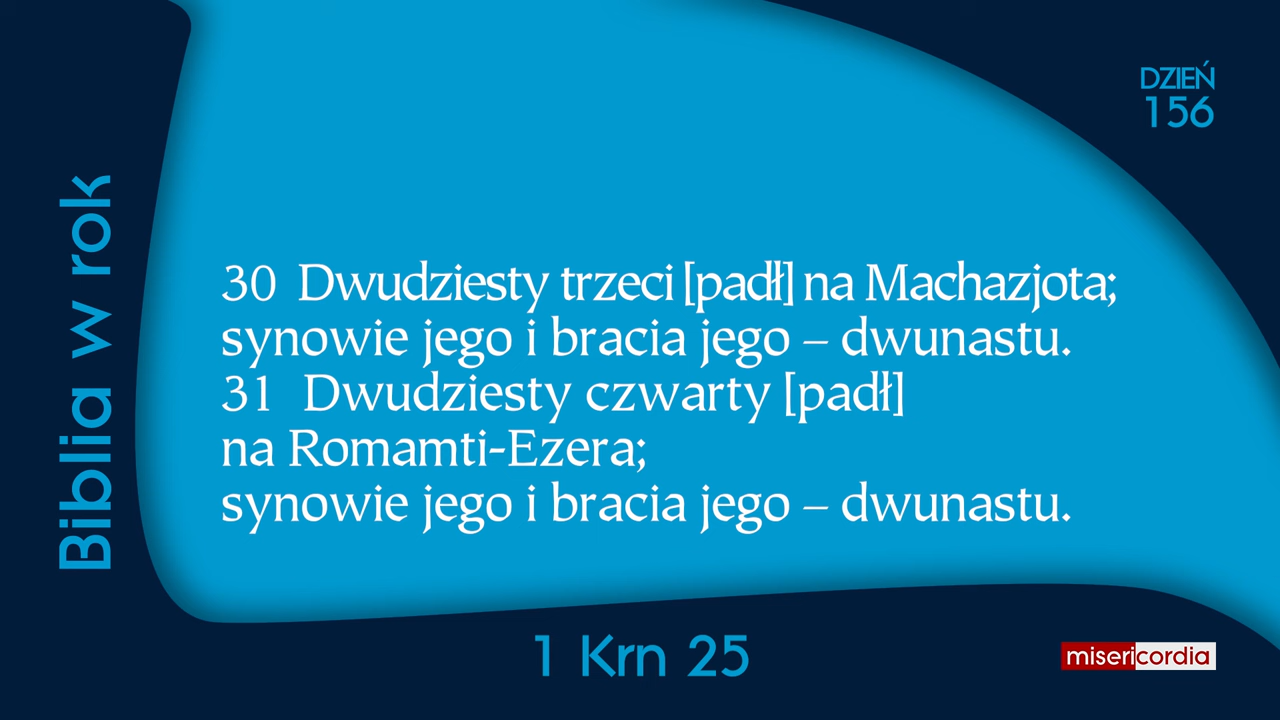 DZIEŃ
156
Biblia w rok
30 Dwudziesty trzeci [padł] na Machazjota;
synowie jego i bracia jego – dwunastu.
31 Dwudziesty czwarty [padł]
na Romamti-Ezera;
synowie jego i bracia jego – dwunastu.
1 Krn 25
misericordia